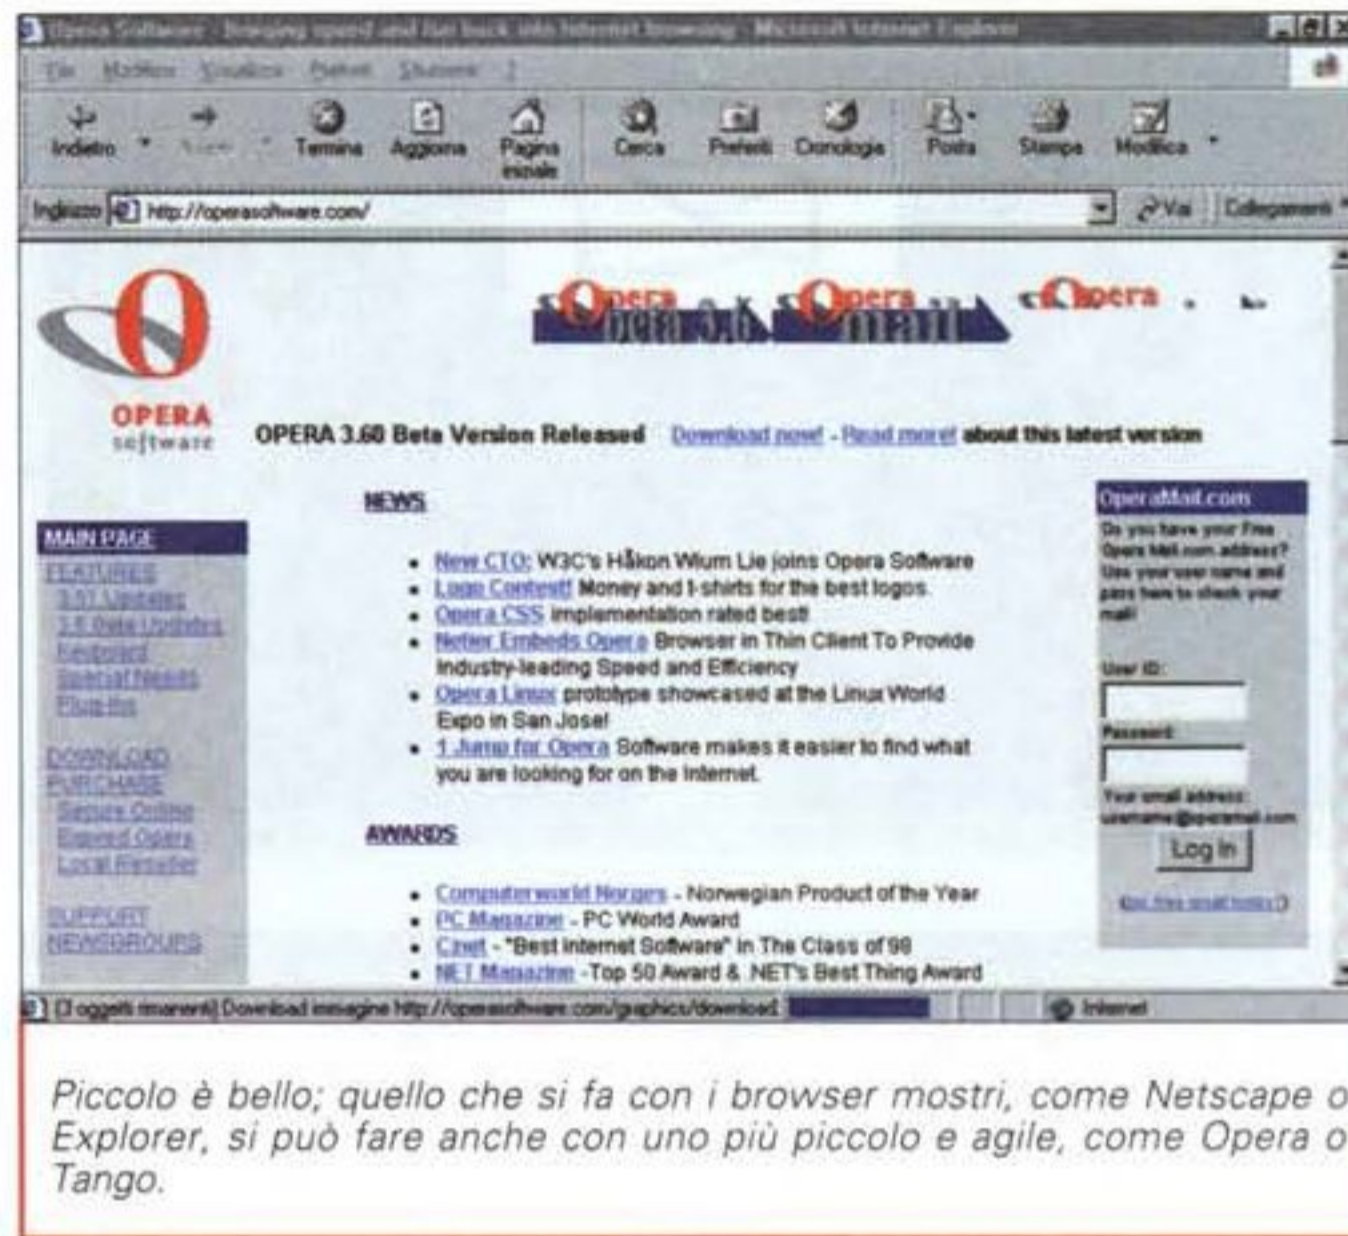 Opera Software - Bringing speed and fun back into Internet browsing - Microsoft Internet Explorer
File Modifica Visualizza Preferiti Strumenti ?
Indietro Termina Aggiorna Pagina iniziale Cerca Preferiti Cronologia Posta Stampa Modifica
Indirizzo http://operasoftware.com/ Vai Collegamenti
OPERA
software
Opera
beta 3.6
Opera
mail
Opera
OPERA 3.60 Beta Version Released Download now! - Read more! about this latest version
MAIN PAGE
FEATURES
3.51 Updates
3.6 Beta Updates
Keyboard
Special Needs
Plug-ins
DOWNLOAD
PURCHASE
Secure Online
Expired Opera
Local Reseller
SUPPORT
NEWSGROUPS
NEWS
• New CTO: W3C's Håkon Wium Lie joins Opera Software
• Logo Contest! Money and t-shirts for the best logos.
• Opera CSS implementation rated best!
• Netier Embeds Opera Browser in Thin Client To Provide
Industry-leading Speed and Efficiency
• Opera Linux prototype showcased at the Linux World
Expo in San Jose!
• 1 Jump for Opera Software makes it easier to find what
you are looking for on the Internet.
AWARDS
• Computerworld Norges - Norwegian Product of the Year
• PC Magazine - PC World Award
• C|net - "Best Internet Software" in The Class of 98
• NET Magazine - Top 50 Award & .NET's Best Thing Award
OperaMail.com
Do you have your Free
Opera Mail.com address?
Use your user name and
pass here to check your
mail!
User ID:
Password:
Your email address:
username@operamail.com
Log In
[3 oggetti rimanenti] Download immagine http://operasoftware.com/graphics/download Internet
Piccolo è bello; quello che si fa con i browser mostri, come Netscape o
Explorer, si può fare anche con uno più piccolo e agile, come Opera o
Tango.